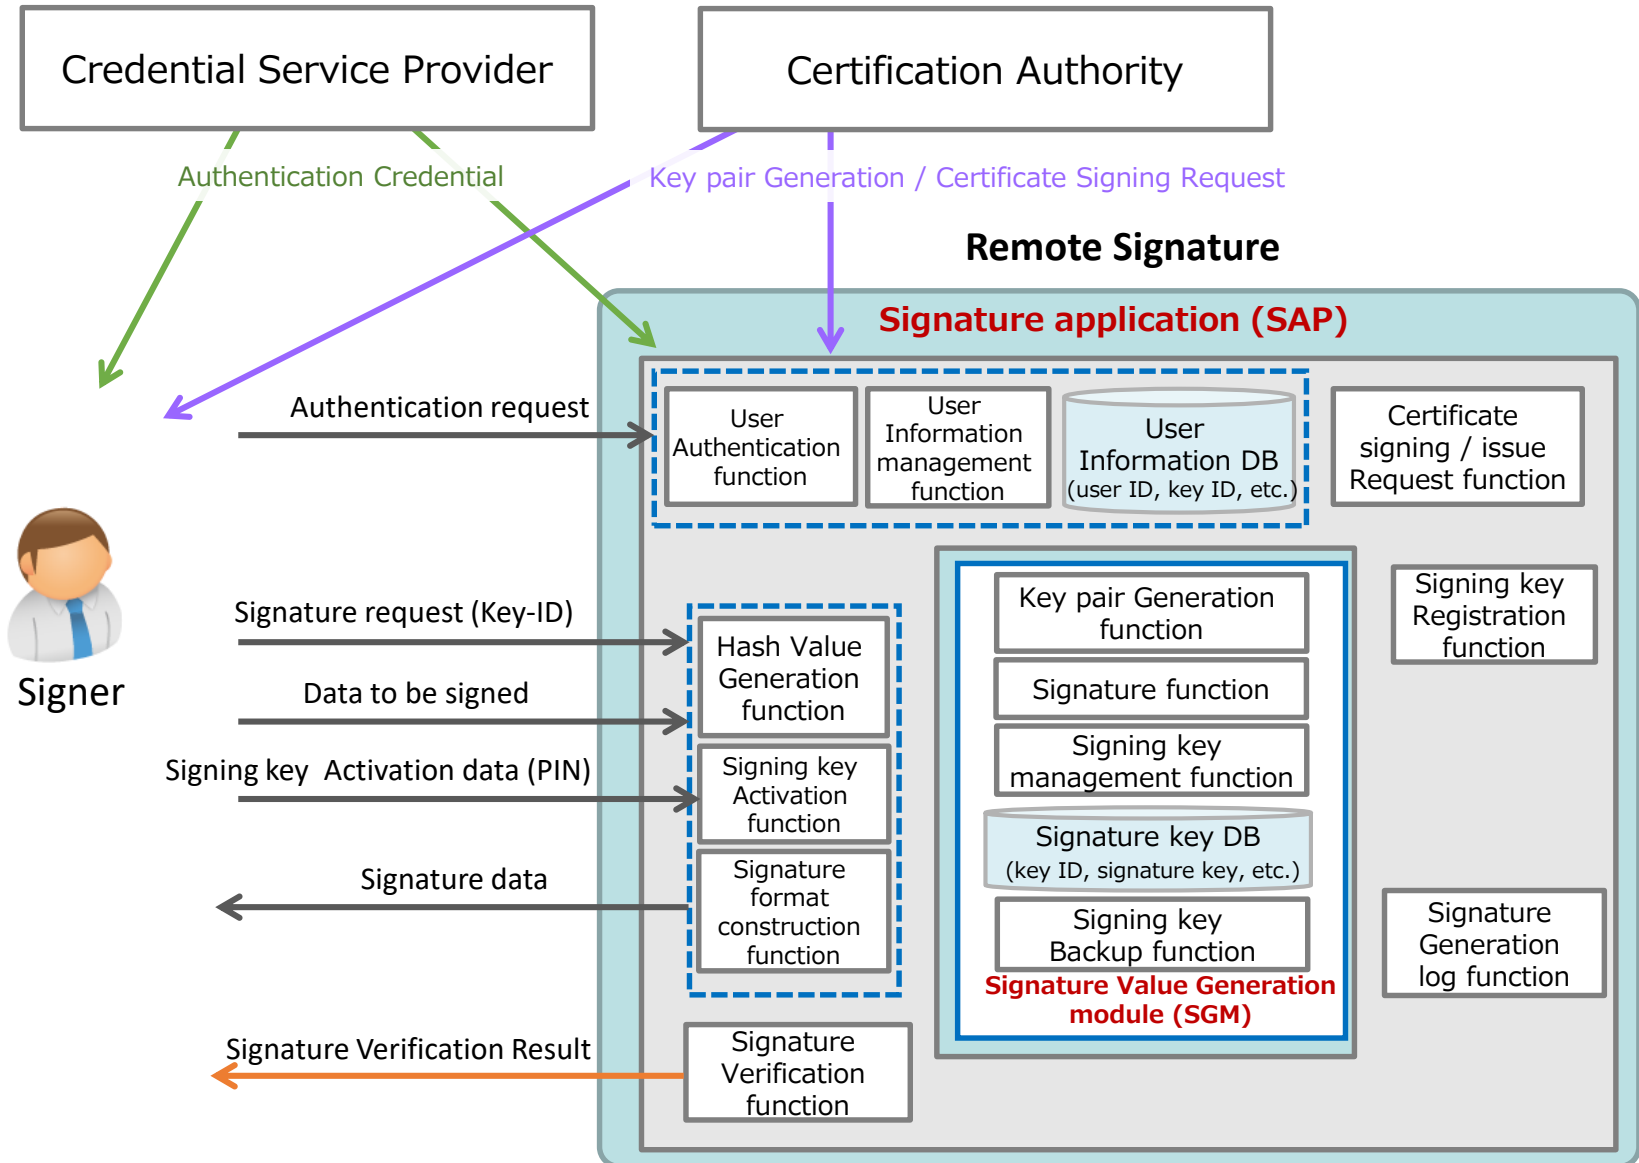 Credential Service Provider
Certification Authority
Authentication Credential
Key pair Generation / Certificate Signing Request
Remote Signature
Signature application (SAP)
Authentication request
User
Authentication
function
User
Information
management
function
User
Information DB
(user ID, key ID, etc.)
Certificate
signing / issue
Request function
Signer
Signature request (Key-ID)
Data to be signed
Signing key  Activation data (PIN)
Signature data
Signature Verification Result
Hash Value
Generation
function
Signing key
Activation
function
Signature
format
construction
function
Signature
Verification
function
Key pair Generation
function
Signature function
Signing key
management function
Signature key DB
(key ID, signature key, etc.)
Signing key
Backup function
Signature Value Generation
module (SGM)
Signing key
Registration
function
Signature
Generation
log function